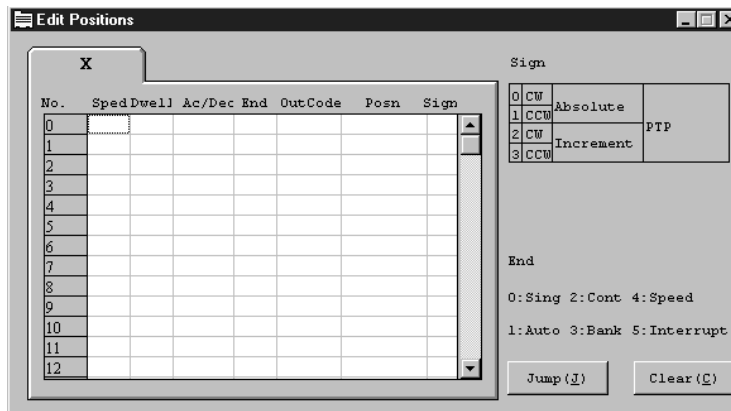 Edit Positions
X
No. Sped Dwell Ac/Dec End OutCode Posn Sign
0
1
2
3
4
5
6
7
8
9
10
11
12
Sign
0 CW Absolute PTP
1 CCW
2 CW Increment
3 CCW
End
0:Sing 2:Cont 4:Speed
1:Auto 3:Bank 5:Interrupt
Jump(J) Clear(C)